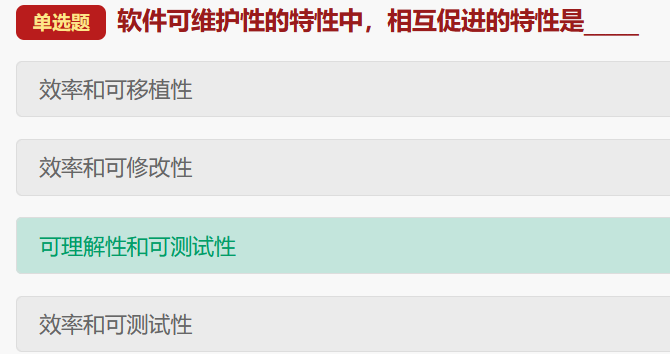 单选题 软件可维护性的特性中，相互促进的特性是_____
效率和可移植性
效率和可修改性
可理解性和可测试性
效率和可测试性